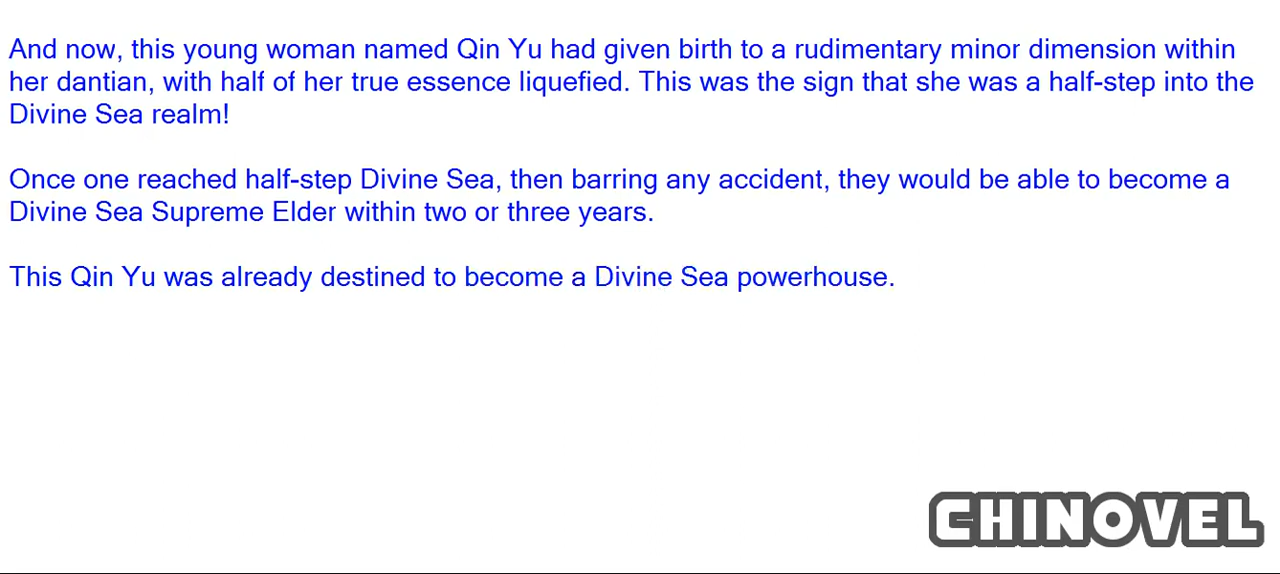 And now, this young woman named Qin Yu had given birth to a rudimentary minor dimension within
her dantian, with half of her true essence liquefied. This was the sign that she was a half-step into the
Divine Sea realm!
Once one reached half-step Divine Sea, then barring any accident, they would be able to become a
Divine Sea Supreme Elder within two or three years.
This Qin Yu was already destined to become a Divine Sea powerhouse.
CHINOVEL